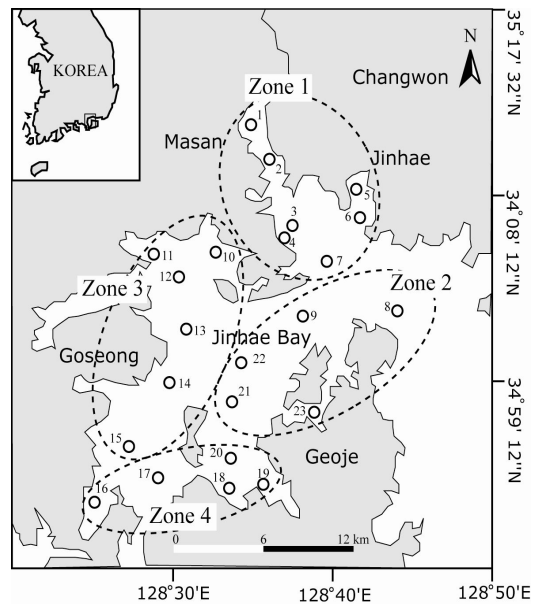 KOREA
N
Changwon
Zone 1
Masan
Jinhae
1
2
3
4
5
6
7
Zone 3
10
11
12
13
14
15
Goseong
Zone 2
8
9
Jinhae Bay
22
21
23
Geoje
16
17
18
19
20
Zone 4
0
6
12 km
35°17' 32"N
34°08' 12"N
34°59' 12"N
128°30'E
128°40'E
128°50'E